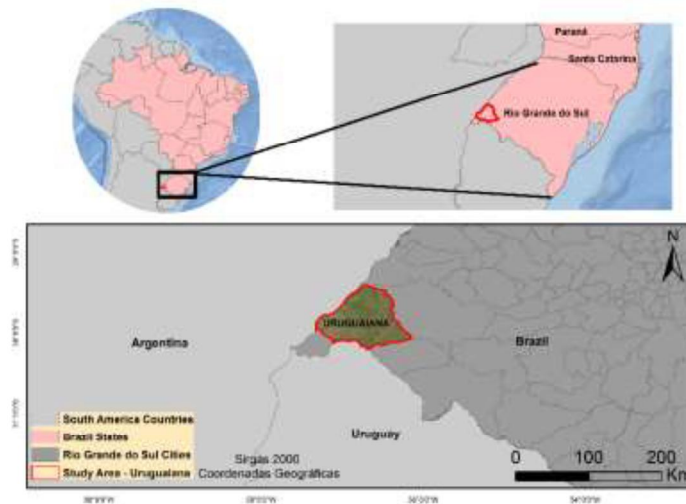 Paraná
Santa Catarina
Rio Grande do Sul
N
URUGUAIANA
Argentina
Brazil
Uruguay
South America Countries
Brazil States
Rio Grande do Sul Cities
Study Area - Uruguaiana
Sirgas 2000
Coordenadas Geográficas
0 100 200
Km